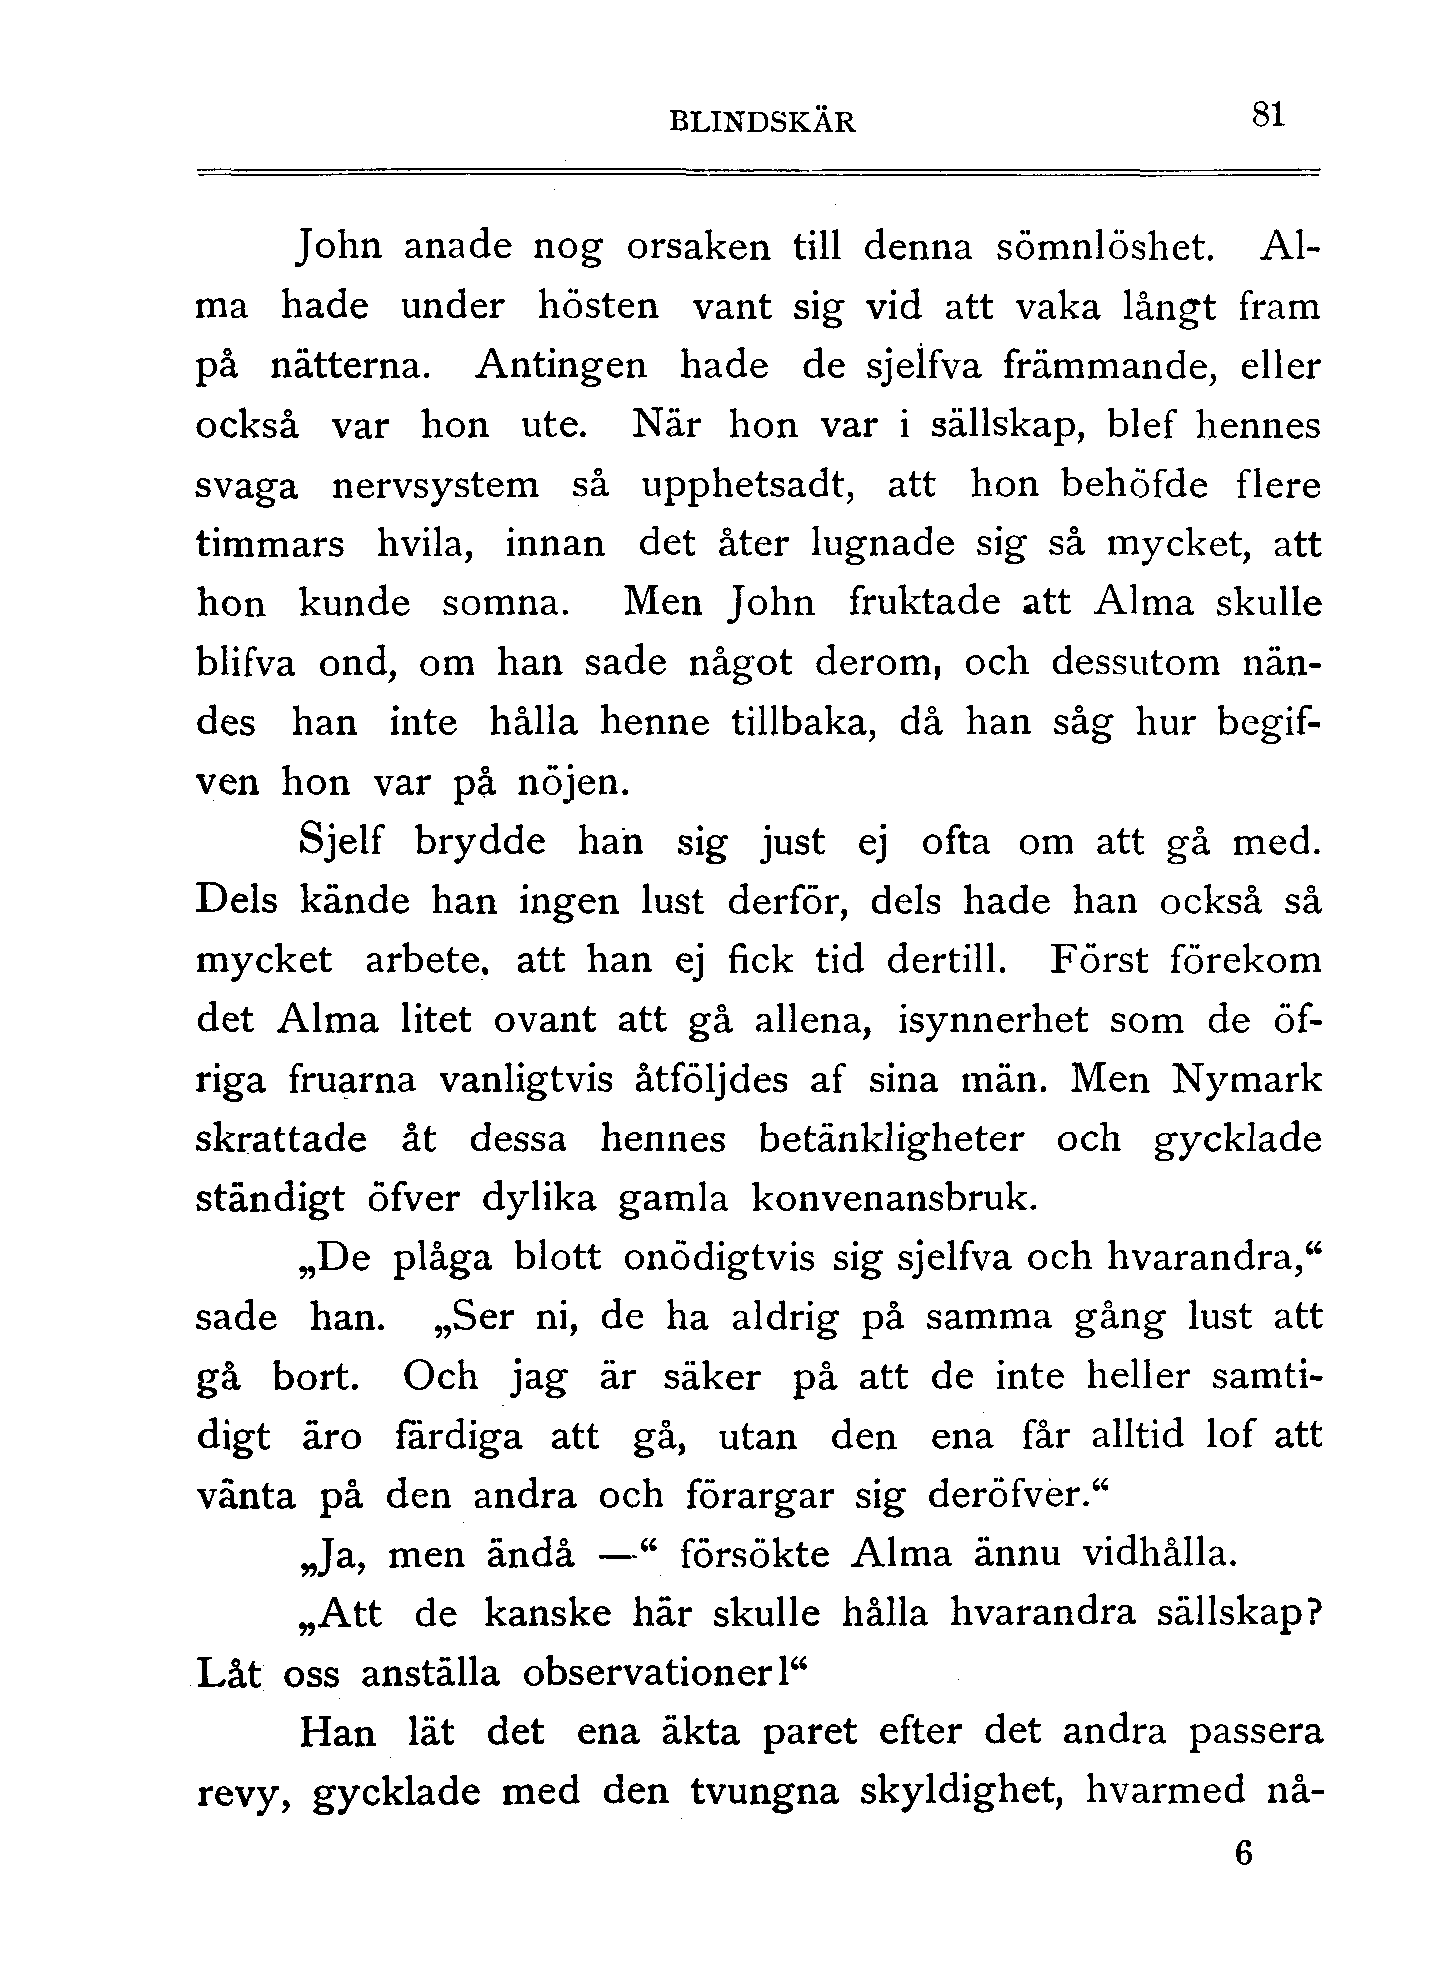 BLINDSKÄR 81
John anade nog orsaken till denna sömnlöshet. Al-
ma hade under hösten vant sig vid att vaka långt fram
på nätterna. Antingen hade de sjelfva främmande, eller
också var hon ute. När hon var i sällskap, blef hennes
svaga nervsystem så upphetsadt, att hon behöfde flere
timmars hvila, innan det åter lugnade sig så mycket, att
hon kunde somna. Men John fruktade att Alma skulle
blifva ond, om han sade något derom, och dessutom nän-
des han inte hålla henne tillbaka, då han såg hur begif-
ven hon var på nöjen.
Sjelf brydde han sig just ej ofta om att gå med.
Dels kände han ingen lust derför, dels hade han också så
mycket arbete, att han ej fick tid dertill. Först förekom
det Alma litet ovant att gå allena, isynnerhet som de öf-
riga fruarna vanligtvis åtföljdes af sina män. Men Nymark
skrattade åt dessa hennes betänkligheter och gycklade
ständigt öfver dylika gamla konvenansbruk.
„De plåga blott onödigtvis sig sjelfva och hvarandra,“
sade han. „Ser ni, de ha aldrig på samma gång lust att
gå bort. Och jag är säker på att de inte heller samti-
digt äro färdiga att gå, utan den ena får alltid lof att
vänta på den andra och förargar sig deröfver.“
„Ja, men ändå —“ försökte Alma ännu vidhålla.
„Att de kanske här skulle hålla hvarandra sällskap?
Låt oss anställa observationer!“
Han lät det ena äkta paret efter det andra passera
revy, gycklade med den tvungna skyldighet, hvarmed nå-
6